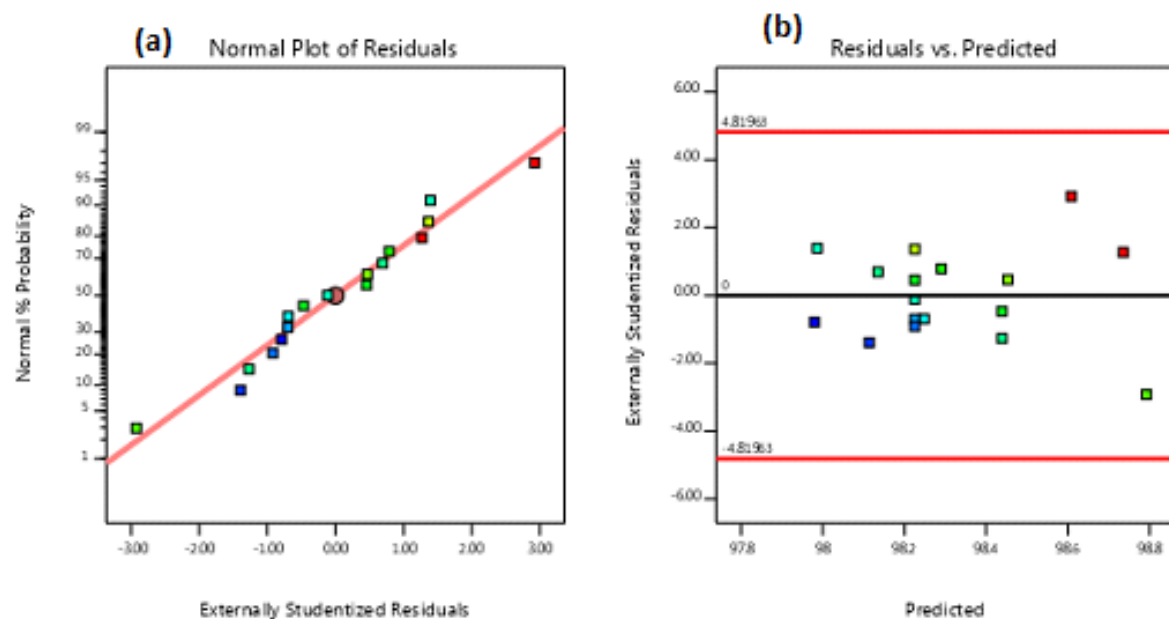 (a)
Normal Plot of Residuals
Normal % Probability
99
95
90
80
70
50
30
20
10
5
1
-3.00 -2.00 -1.00 0.00 1.00 2.00 3.00
Externally Studentized Residuals
(b)
Residuals vs. Predicted
Externally Studentized Residuals
6.00
4.00
2.00
0.00
-2.00
-4.00
-6.00
4.81963
0
-4.81963
97.8 98 98.2 98.4 98.6 98.8
Predicted